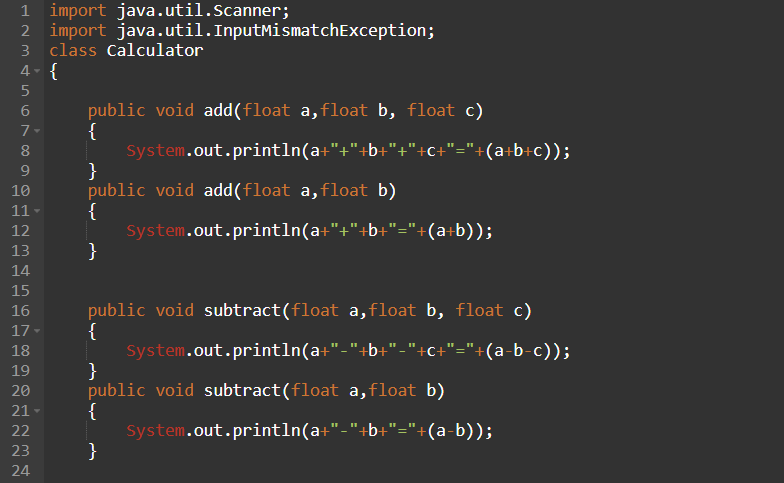 1 import java.util.Scanner;
2 import java.util.InputMismatchException;
3 class Calculator
4 {
5
6     public void add(float a,float b, float c)
7     {
8         System.out.println(a+"+"+b+"+"+c+"="+(a+b+c));
9     }
10     public void add(float a,float b)
11     {
12         System.out.println(a+"+"+b+"="+(a+b));
13     }
14
15
16     public void subtract(float a,float b, float c)
17     {
18         System.out.println(a+"-"+b+"-"+c+"="+(a-b-c));
19     }
20     public void subtract(float a,float b)
21     {
22         System.out.println(a+"-"+b+"="+(a-b));
23     }
24